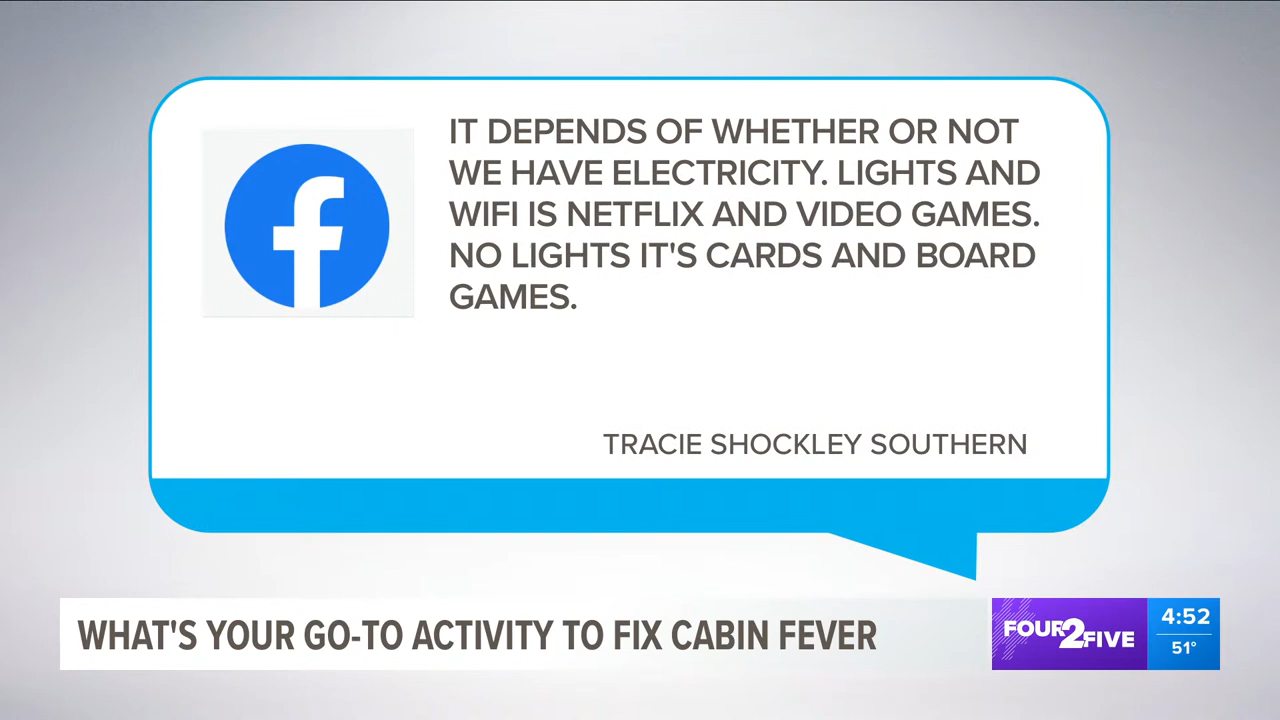 IT DEPENDS OF WHETHER OR NOT
WE HAVE ELECTRICITY. LIGHTS AND
WIFI IS NETFLIX AND VIDEO GAMES.
NO LIGHTS IT'S CARDS AND BOARD
GAMES.
TRACIE SHOCKLEY SOUTHERN
WHAT'S YOUR GO-TO ACTIVITY TO FIX CABIN FEVER
FOUR2FIVE
4:52
51°